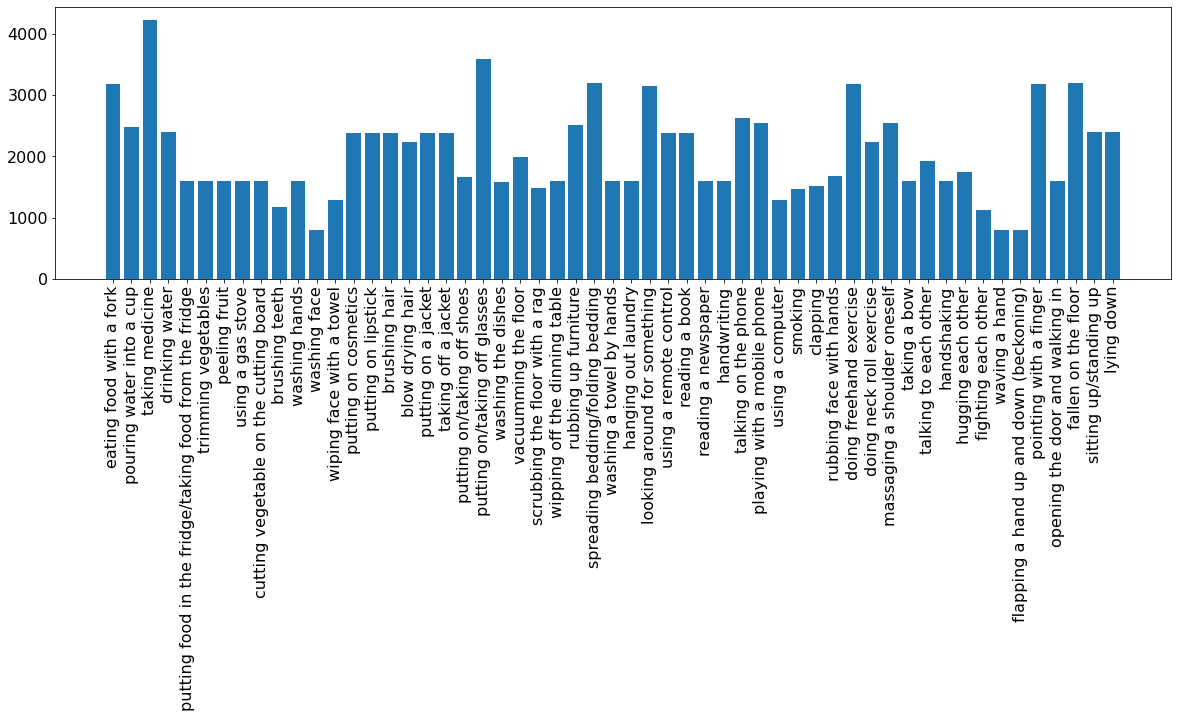 4000
3000
2000
1000
0
eating food with a fork
pouring water into a cup
taking medicine
drinking water
putting food in the fridge/taking food from the fridge
trimming vegetables
peeling fruit
using a gas stove
cutting vegetable on the cutting board
brushing teeth
washing hands
washing face
wiping face with a towel
putting on cosmetics
putting on lipstick
brushing hair
blow drying hair
putting on a jacket
taking off a jacket
putting on/taking off shoes
putting on/taking off glasses
washing the dishes
vacuumming the floor
scrubbing the floor with a rag
wipping off the dinning table
rubbing up furniture
spreading bedding/folding bedding
washing a towel by hands
hanging out laundry
looking around for something
using a remote control
reading a book
reading a newspaper
handwriting
talking on the phone
playing with a mobile phone
using a computer
smoking
clapping
rubbing face with hands
doing freehand exercise
doing neck roll exercise
massaging a shoulder oneself
taking a bow
talking to each other
handshaking
hugging each other
fighting each other
waving a hand
flapping a hand up and down (beckoning)
pointing with a finger
opening the door and walking in
fallen on the floor
sitting up/standing up
lying down